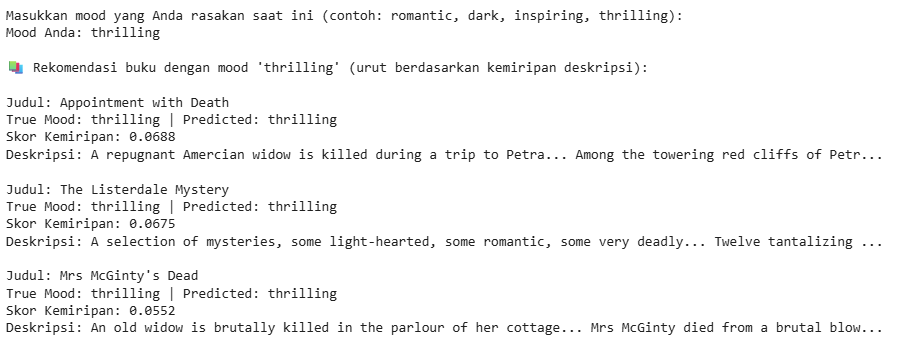 Masukkan mood yang Anda rasakan saat ini (contoh: romantic, dark, inspiring, thrilling):
Mood Anda: thrilling
📚 Rekomendasi buku dengan mood 'thrilling' (urut berdasarkan kemiripan deskripsi):
Judul: Appointment with Death
True Mood: thrilling | Predicted: thrilling
Skor Kemiripan: 0.0688
Deskripsi: A repugnant Amercian widow is killed during a trip to Petra... Among the towering red cliffs of Petr...
Judul: The Listerdale Mystery
True Mood: thrilling | Predicted: thrilling
Skor Kemiripan: 0.0675
Deskripsi: A selection of mysteries, some light-hearted, some romantic, some very deadly... Twelve tantalizing ...
Judul: Mrs McGinty's Dead
True Mood: thrilling | Predicted: thrilling
Skor Kemiripan: 0.0552
Deskripsi: An old widow is brutally killed in the parlour of her cottage... Mrs McGinty died from a brutal blow...